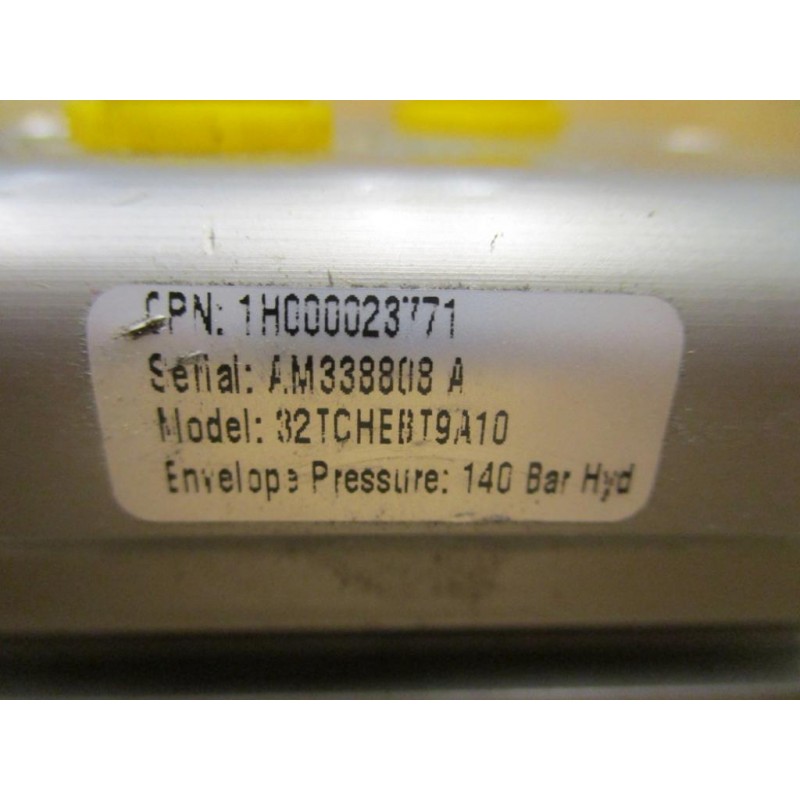 CPN: 1H000023771
Serial: AM338808 A
Model: 32TCHEBT9A10
Envelope Pressure: 140 Bar Hyd